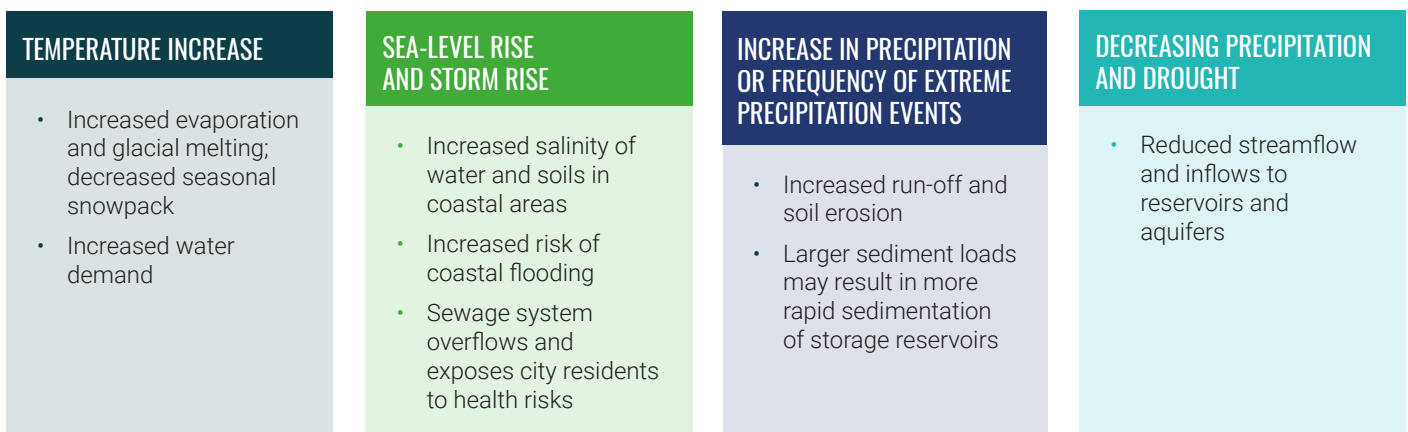 TEMPERATURE INCREASE
• Increased evaporation
and glacial melting;
decreased seasonal
snowpack
• Increased water
demand
SEA-LEVEL RISE
AND STORM RISE
• Increased salinity of
water and soils in
coastal areas
• Increased risk of
coastal flooding
• Sewage system
overflows and
exposes city residents
to health risks
INCREASE IN PRECIPITATION
OR FREQUENCY OF EXTREME
PRECIPITATION EVENTS
• Increased run-off and
soil erosion
• Larger sediment loads
may result in more
rapid sedimentation
of storage reservoirs
DECREASING PRECIPITATION
AND DROUGHT
• Reduced streamflow
and inflows to
reservoirs and
aquifers